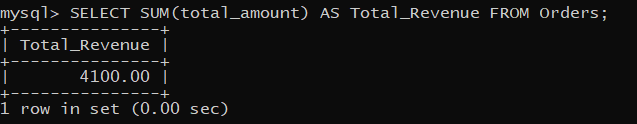 mysql> SELECT SUM(total_amount) AS Total_Revenue FROM Orders;
+---------------+
| Total_Revenue |
+---------------+
|       4100.00 |
+---------------+
1 row in set (0.00 sec)